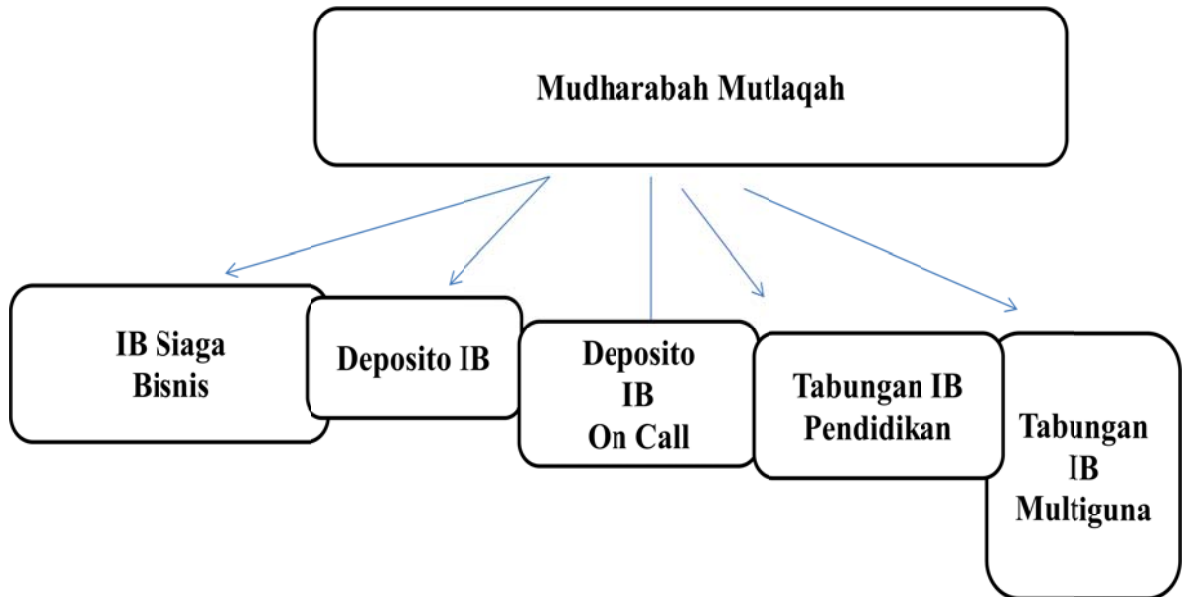 Mudharabah Mutlaqah
IB Siaga
Bisnis
Deposito IB
Deposito
IB
On Call
Tabungan IB
Pendidikan
Tabungan
IB
Multiguna